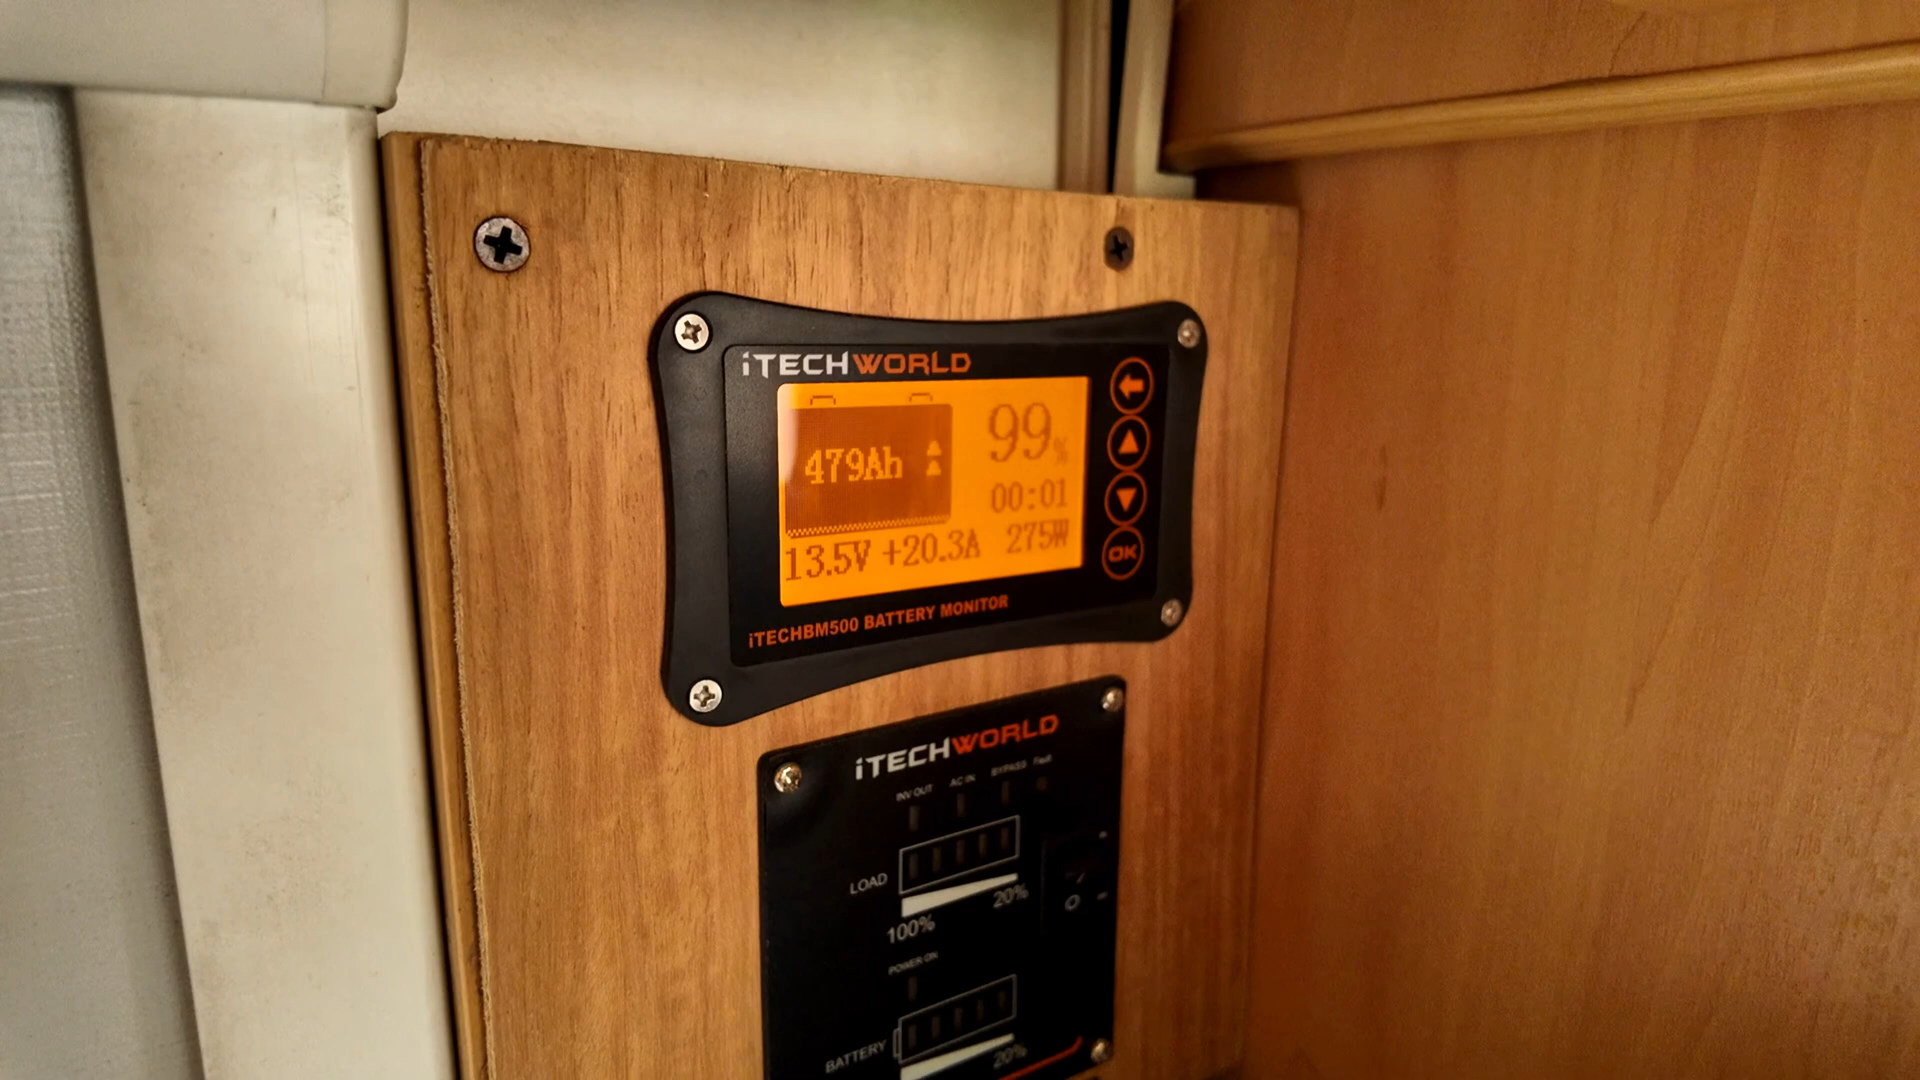 iTECHWORLD
479Ah
99%
00:01
13.5V +20.3A 275W
OK
iTECHBM500 BATTERY MONITOR
iTECHWORLD
INV OUT AC IN BYPASS Fault
LOAD
100% 20%
POWER ON
BATTERY
20%